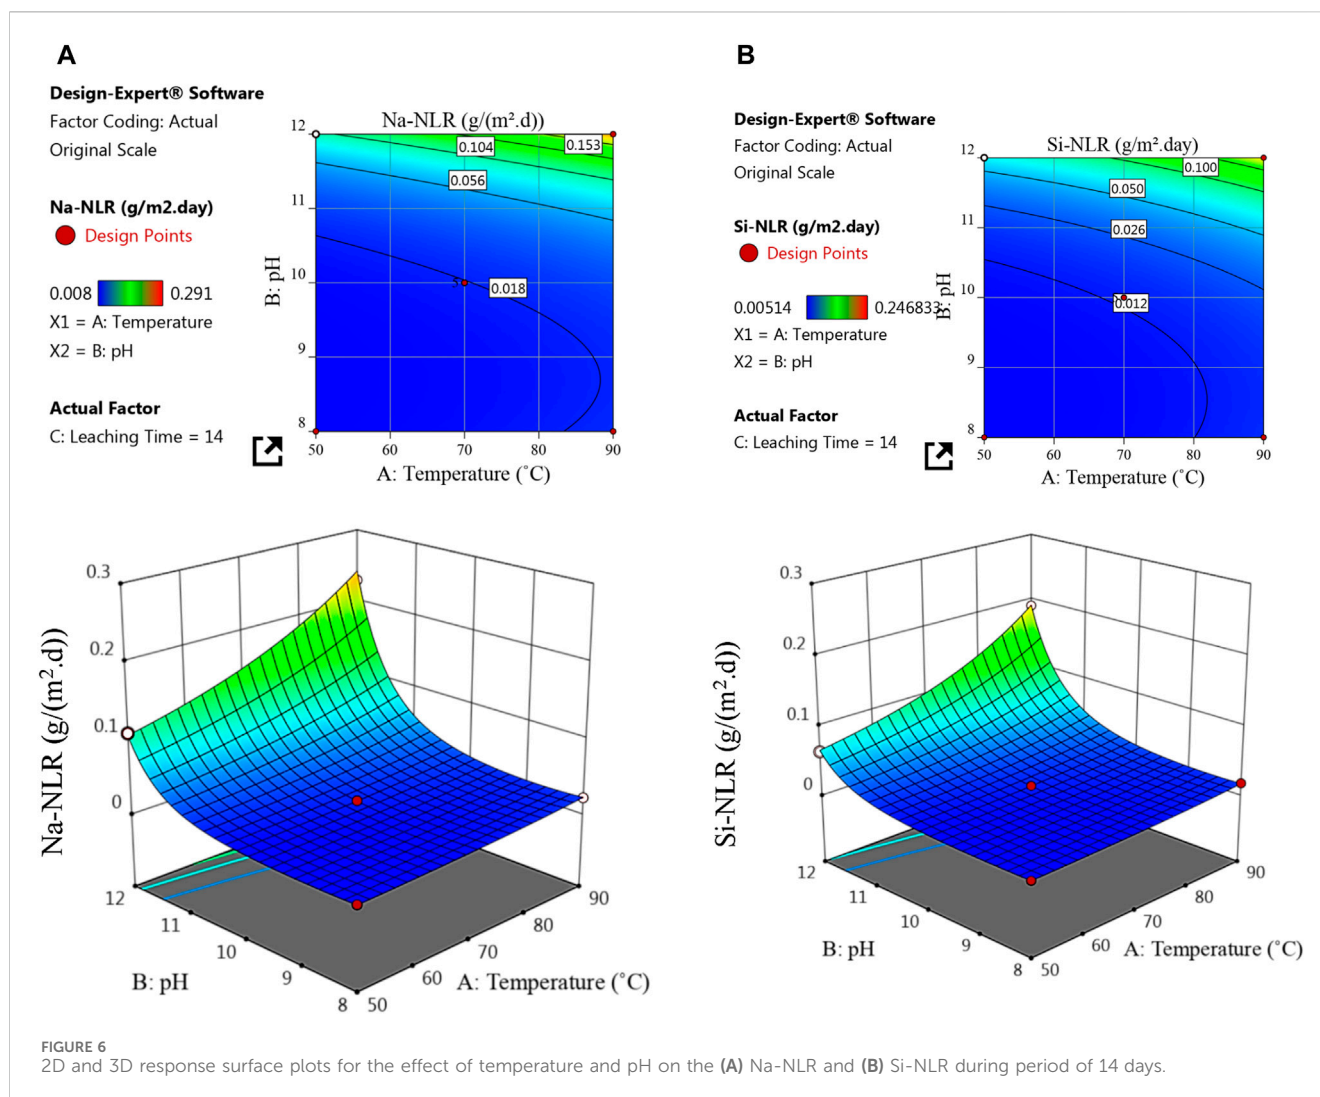 A
Design-Expert® Software
Factor Coding: Actual
Original Scale
Na-NLR (g/m2.day)
Design Points
0.008
0.291
X1 = A: Temperature
X2 = B: pH
Actual Factor
C: Leaching Time = 14
Na-NLR (g/(m².d))
12
11
10
9
8
B: pH
0.104
0.153
0.056
5
0.018
50
60
70
80
90
A: Temperature (˚C)
B
Design-Expert® Software
Factor Coding: Actual
Original Scale
Si-NLR (g/m2.day)
Design Points
0.00514
0.246833
X1 = A: Temperature
X2 = B: pH
Actual Factor
C: Leaching Time = 14
Si-NLR (g/m².day)
12
11
10
9
8
B: pH
0.100
0.050
0.026
0.012
50
60
70
80
90
A: Temperature (˚C)
0.3
0.2
0.1
0
Na-NLR (g/(m².d))
12
11
10
9
8
B: pH
50
60
70
80
90
A: Temperature (˚C)
0.3
0.2
0.1
0
Si-NLR (g/(m².d))
12
11
10
9
8
B: pH
50
60
70
80
90
A: Temperature (˚C)
FIGURE 6
2D and 3D response surface plots for the effect of temperature and pH on the (A) Na-NLR and (B) Si-NLR during period of 14 days.